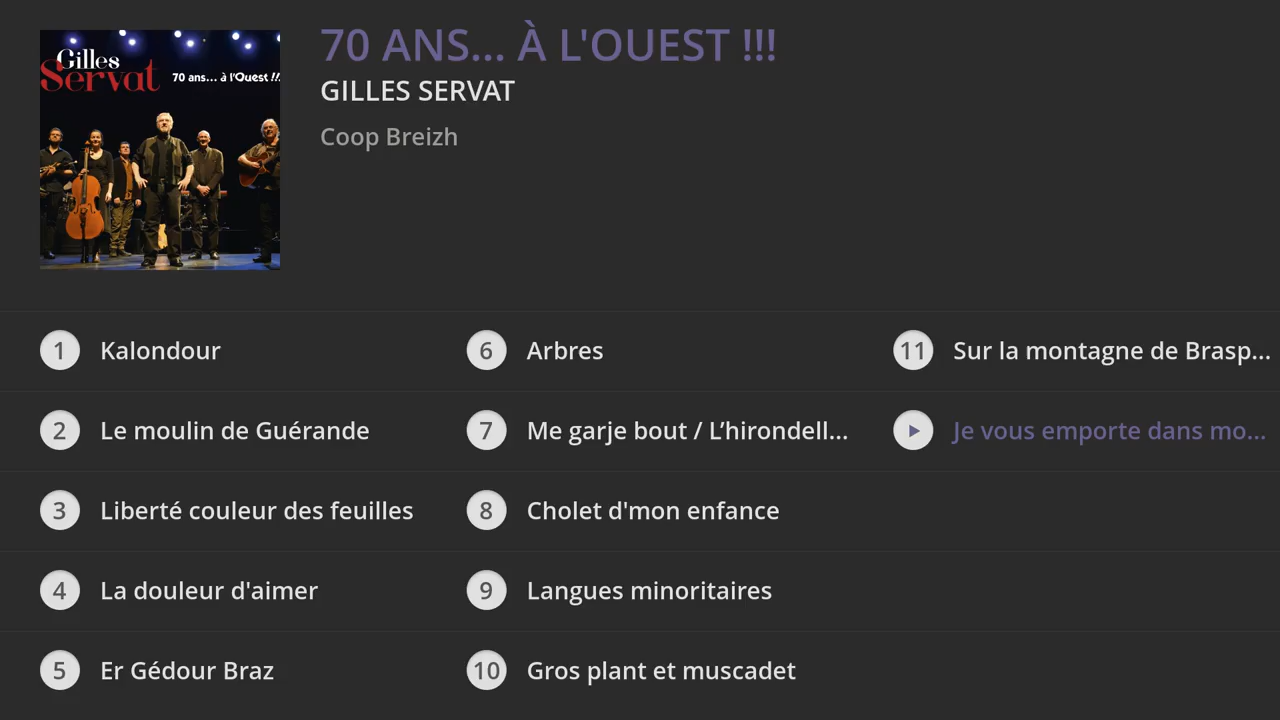 Gilles
Servat
70 ans... à l'Ouest !!!
70 ANS... À L'OUEST !!!
GILLES SERVAT
Coop Breizh
1 Kalondour
2 Le moulin de Guérande
3 Liberté couleur des feuilles
4 La douleur d'aimer
5 Er Gédour Braz
6 Arbres
7 Me garje bout / L’hirondell...
8 Cholet d'mon enfance
9 Langues minoritaires
10 Gros plant et muscadet
11 Sur la montagne de Brasp...
Je vous emporte dans mo...